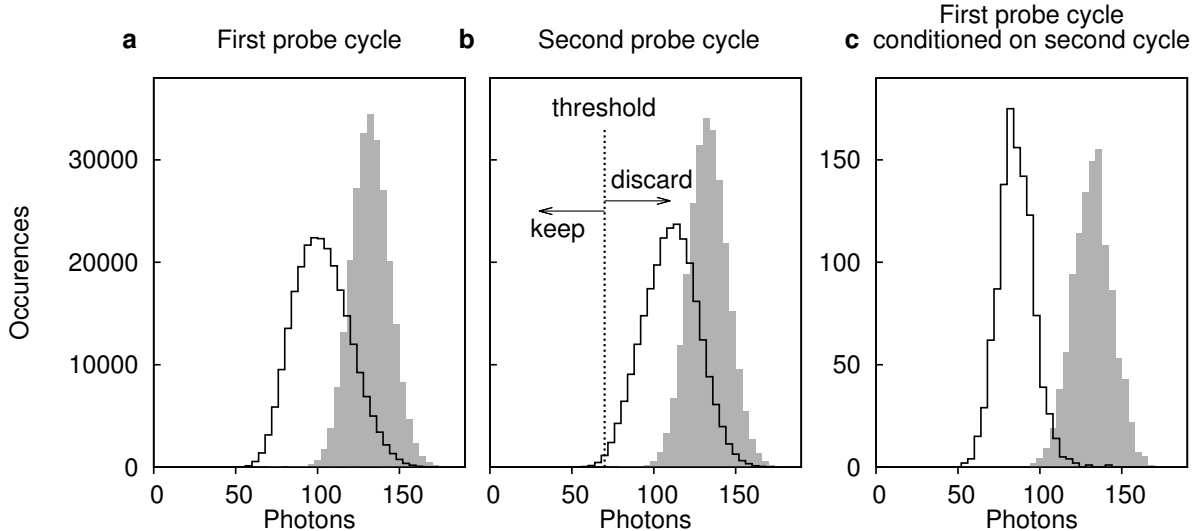 a First probe cycle
b Second probe cycle
First probe cycle
c conditioned on second cycle
Occurences
30000
20000
10000
0
threshold
discard
keep
150
100
50
0
0 50 100 150
Photons
0 50 100 150
Photons
0 50 100 150
Photons